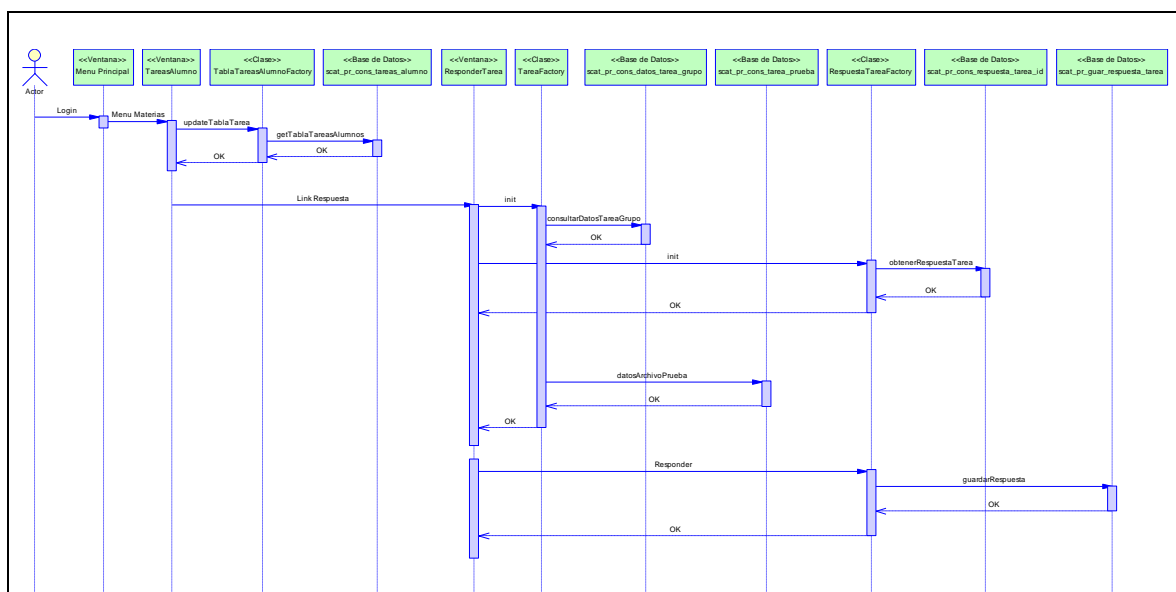 <<Ventana>>
Menu Principal
<<Ventana>>
TareasAlumno
<<Clase>>
TablaTareasAlumnoFactory
<<Base de Datos>>
scat_pr_cons_tareas_alumno
<<Ventana>>
ResponderTarea
<<Clase>>
TareaFactory
<<Base de Datos>>
scat_pr_cons_datos_tarea_grupo
<<Base de Datos>>
scat_pr_cons_tarea_prueba
<<Clase>>
RespuestaTareaFactory
<<Base de Datos>>
scat_pr_cons_respuesta_tarea_id
<<Base de Datos>>
scat_pr_guar_respuesta_tarea
Actor
Login
Menu Materias
updateTablaTarea
getTablaTareasAlumnos
OK
OK
Link Respuesta
init
consultarDatosTareaGrupo
OK
init
obtenerRespuestaTarea
OK
OK
datosArchivoPrueba
OK
OK
Responder
guardarRespuesta
OK
OK